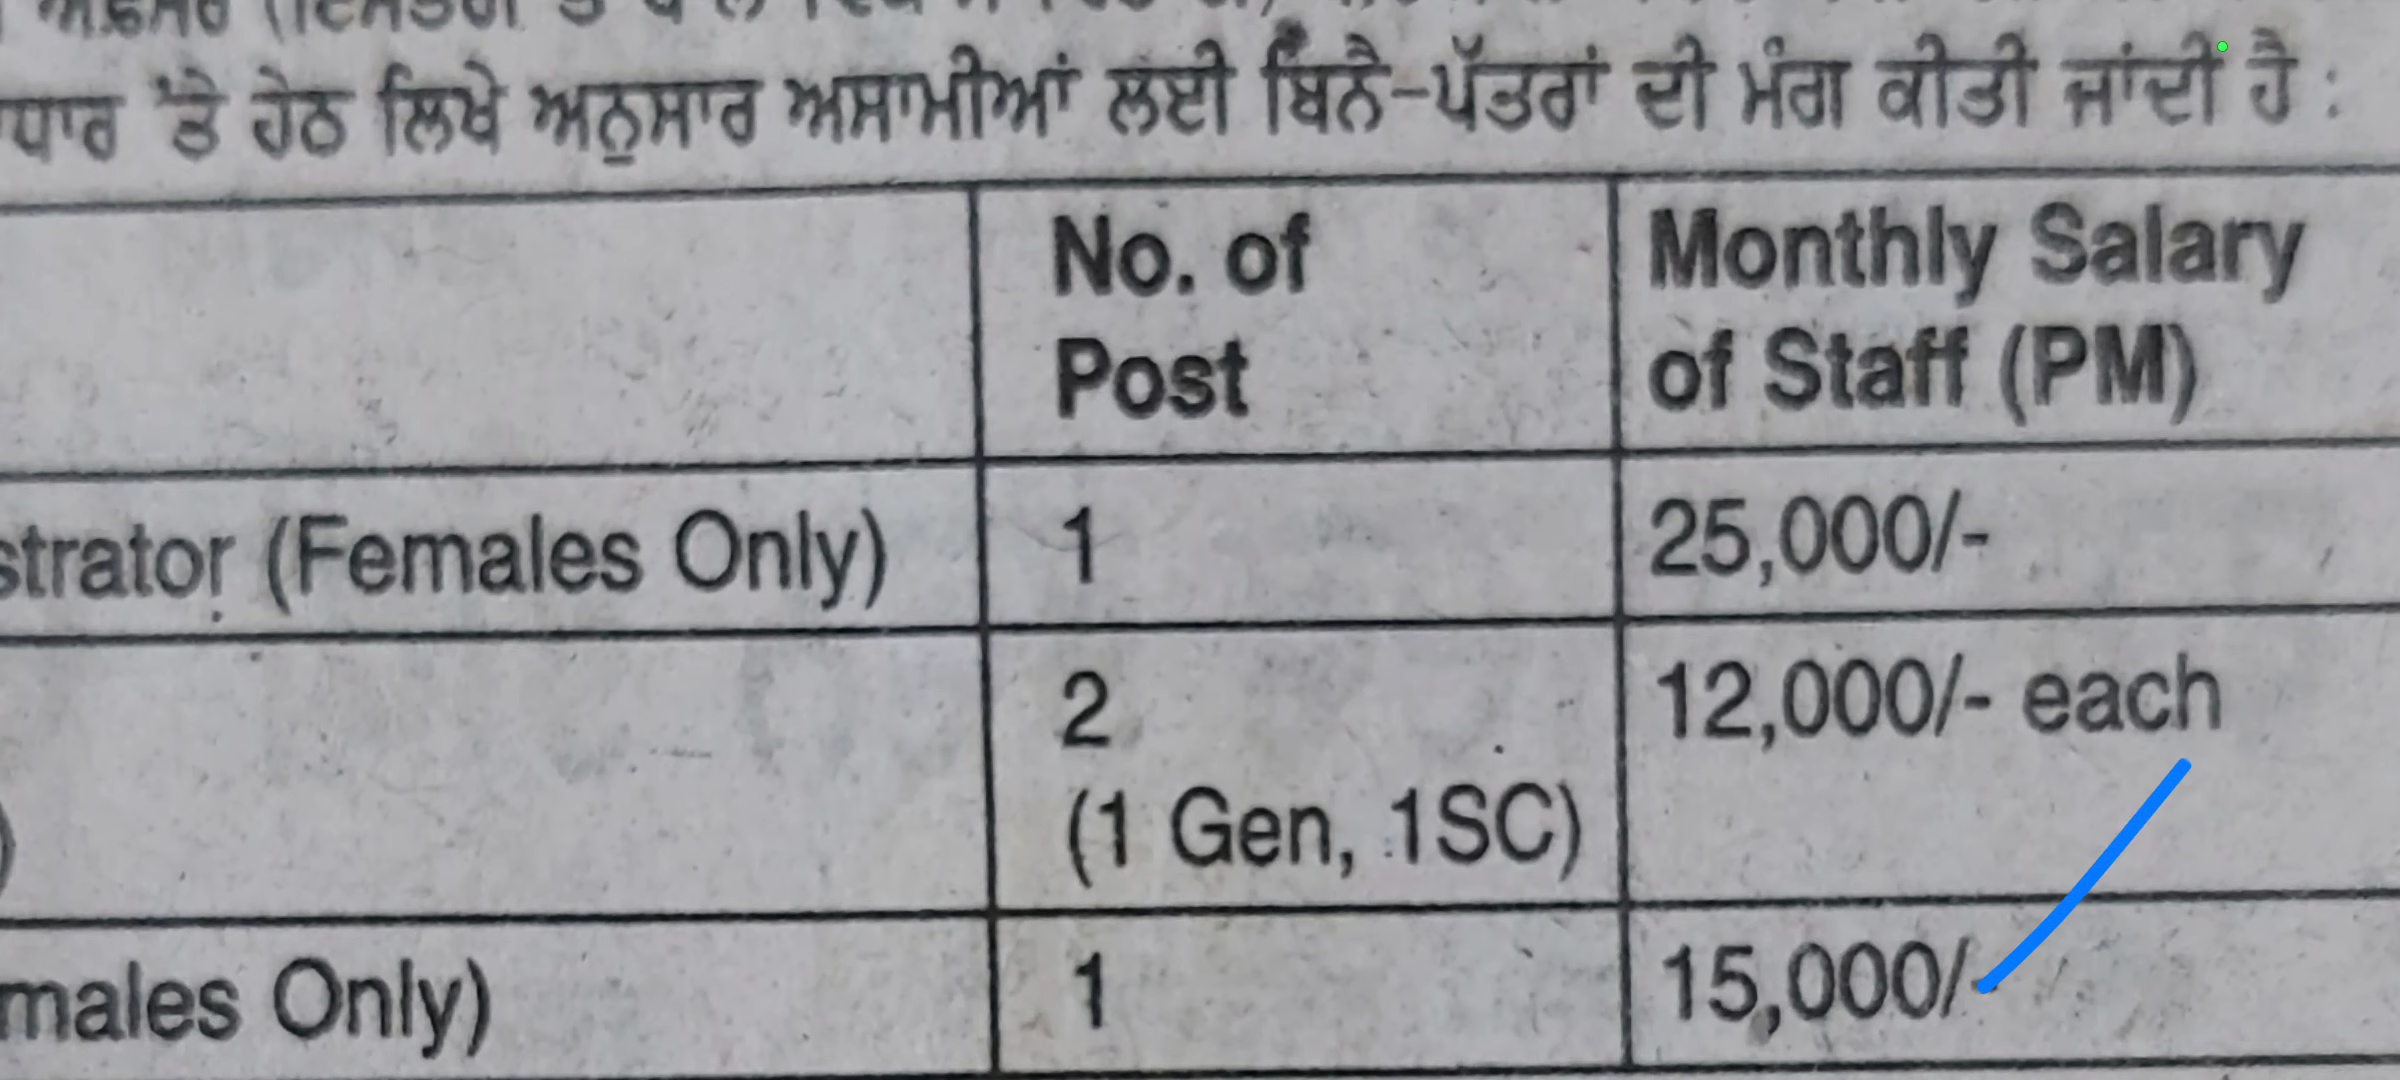 ਹੇਠ ਲਿਖੇ ਅਨੁਸਾਰ ਅਸਾਮੀਆਂ ਲਈ ਬਿਨੈ-ਪੱਤਰਾਂ ਦੀ ਮੰਗ ਕੀਤੀ ਜਾਂਦੀ ਹੈ :
No. of Post
Monthly Salary of Staff (PM)
strator (Females Only) 1 25,000/-
2 12,000/- each
) (1 Gen, 1SC)
males Only) 1 15,000/-